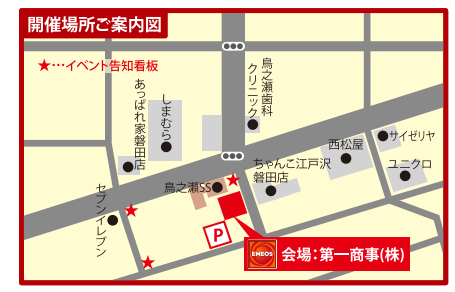 開催場所ご案内図
★…イベント告知看板
鳥之瀬歯科
クリニック
しまむら
あっぱれ家磐田店
西松屋
サイゼリヤ
ユニクロ
ちゃんこ江戸沢
磐田店
鳥之瀬SS
セブンイレブン
P
ENEOS
会場：第一商事(株)